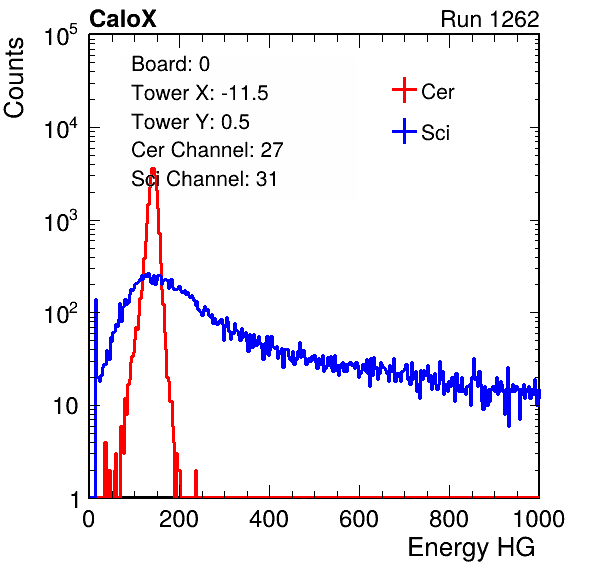 CaloX Run 1262
10^5
Counts
Board: 0
Tower X: -11.5
Tower Y: 0.5
Cer Channel: 27
Sci Channel: 31
Cer
Sci
10^4
10^3
10^2
10
1
0 200 400 600 800 1000
Energy HG